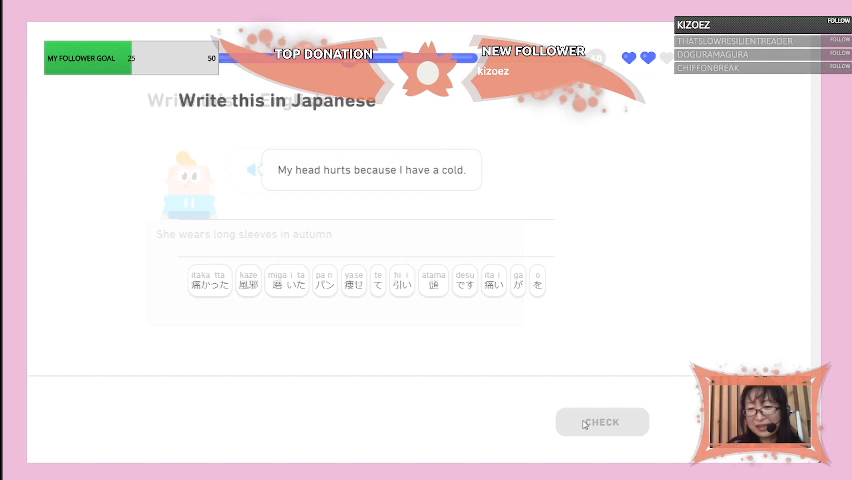 KIZOEZ
FOLLOW
THATSLOWRESILIENTREADER
FOLLOW
DOGURAMAGURA
FOLLOW
CHIFFONBREAK
FOLLOW
MY FOLLOWER GOAL 25 50
TOP DONATION
NEW FOLLOWER
kizoez
Write this in Japanese
My head hurts because I have a cold.
She wears long sleeves in autumn
itaka tta kaze miga i ta pa n yase te hi i atama desu ita i ga o
痛かった 風邪 磨いた パン 痩せ て 引い 頭 です 痛い が を
CHECK